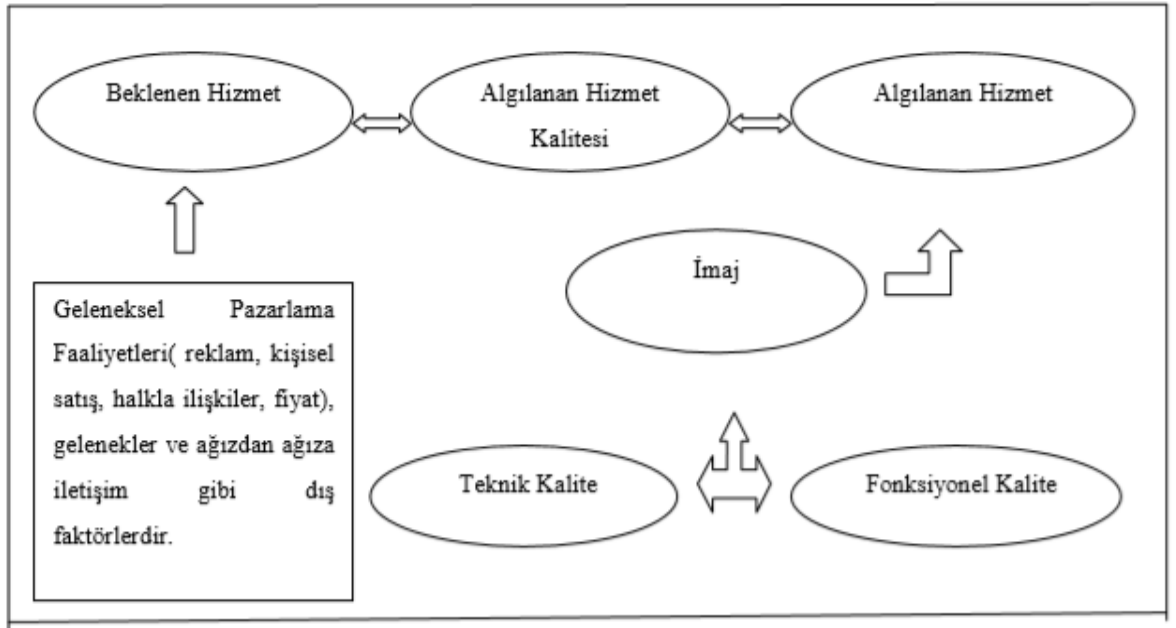 Beklenen Hizmet
Algılanan Hizmet
Kalitesi
Algılanan Hizmet
İmaj
Geleneksel Pazarlama
Faaliyetleri( reklam, kişisel
satış, halkla ilişkiler, fiyat),
gelenekler ve ağızdan ağıza
iletişim gibi dış
faktörlerdir.
Teknik Kalite
Fonksiyonel Kalite